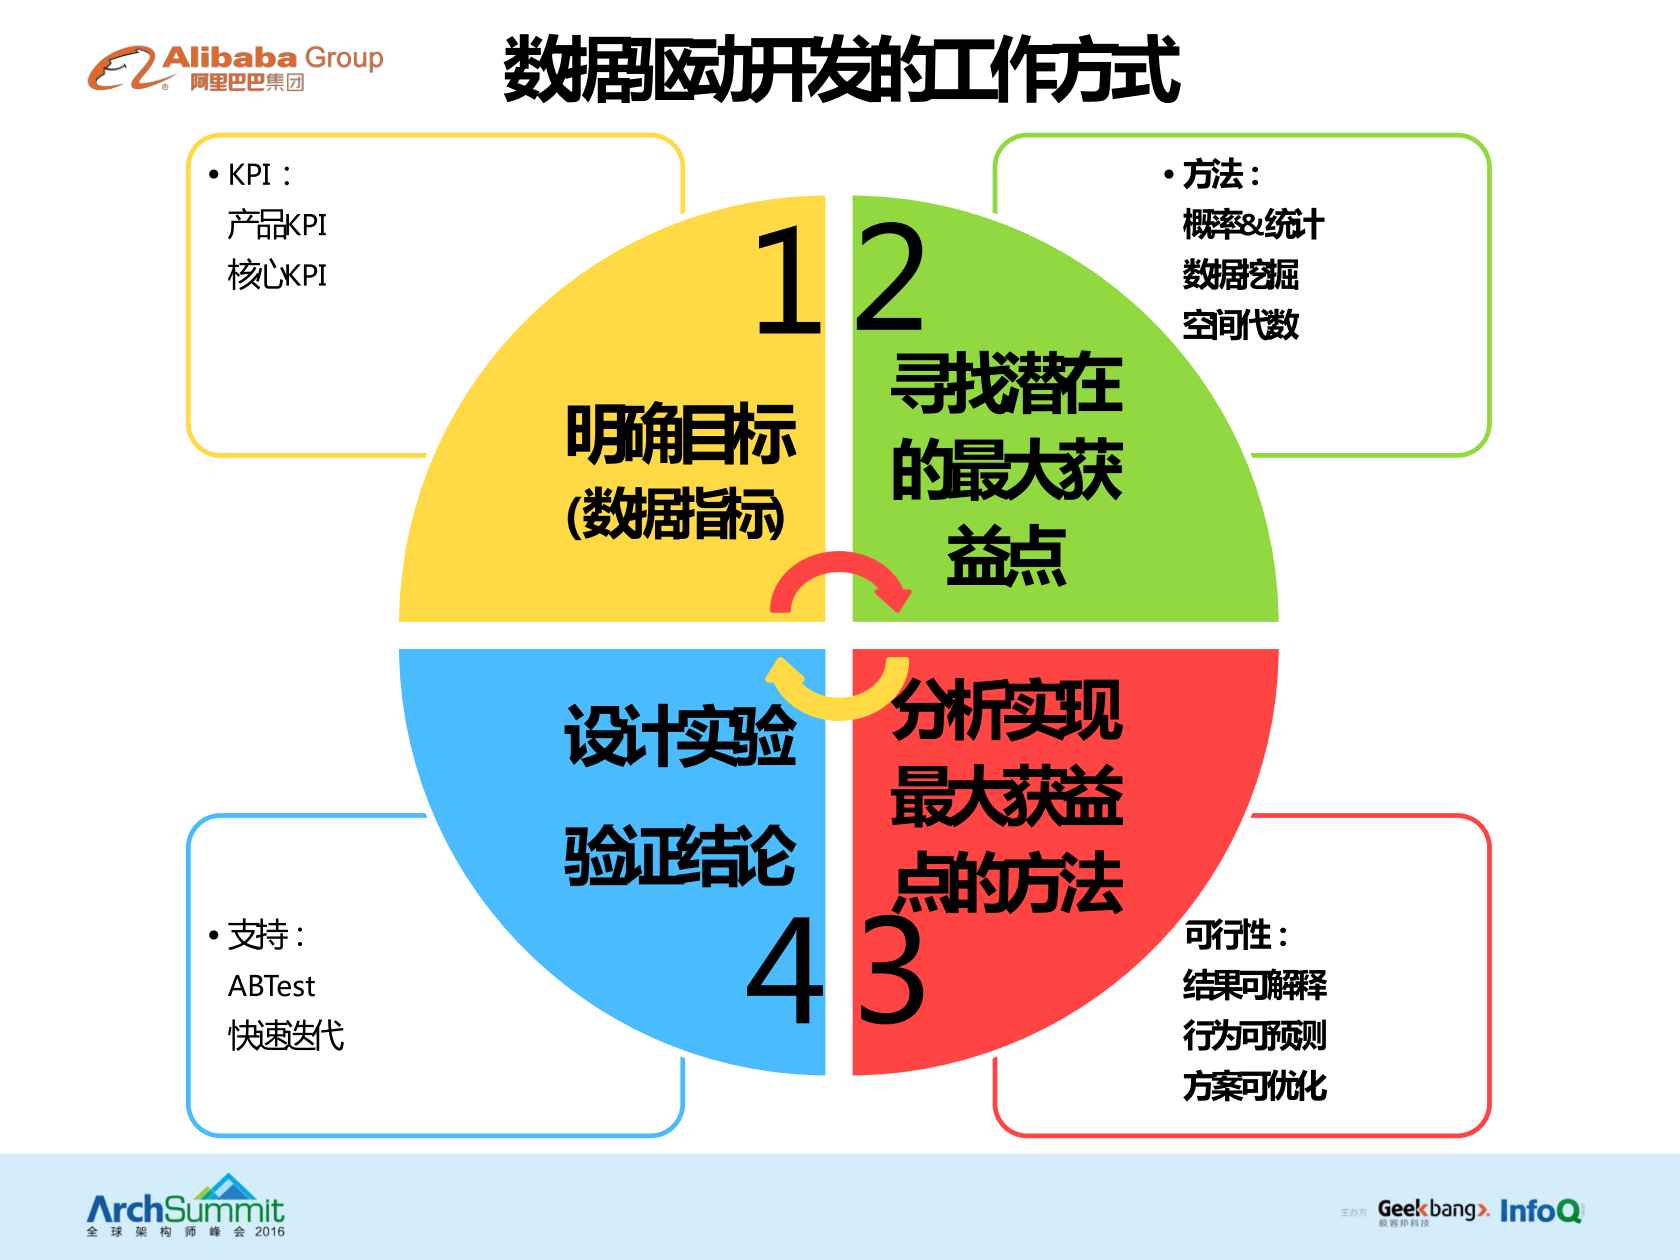 Alibaba Group
阿里巴巴集团
数据驱动开发的工作方式
• KPI：
产品KPI
核心KPI
• 方法：
概率&统计
数据挖掘
空间代数
1
明确目标
(数据指标)
2
寻找潜在
的最大获
益点
设计实验
验证结论
4
分析实现
最大获益
点的方法
3
• 支持：
ABTest
快速迭代
可行性：
结果可解释
行为可预测
方案可优化
ArchSummit
全球架构师峰会 2016
主办方
Geekbang>.
极客邦科技
InfoQ